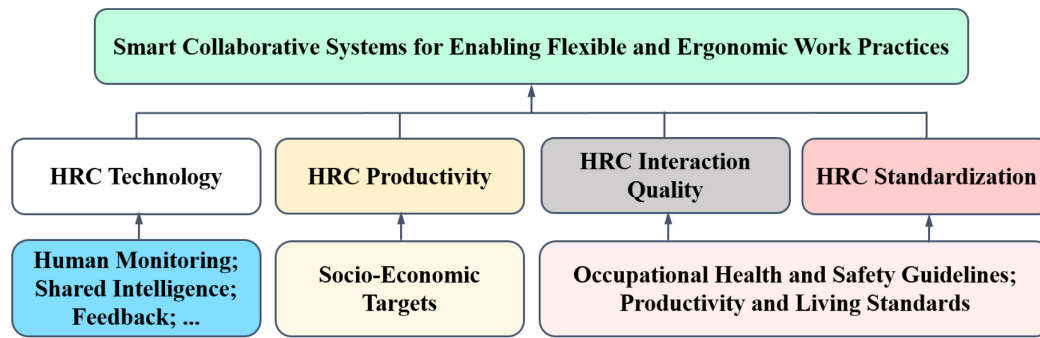 Smart Collaborative Systems for Enabling Flexible and Ergonomic Work Practices
HRC Technology
HRC Productivity
HRC Interaction
Quality
HRC Standardization
Human Monitoring;
Shared Intelligence;
Feedback; ...
Socio-Economic
Targets
Occupational Health and Safety Guidelines;
Productivity and Living Standards